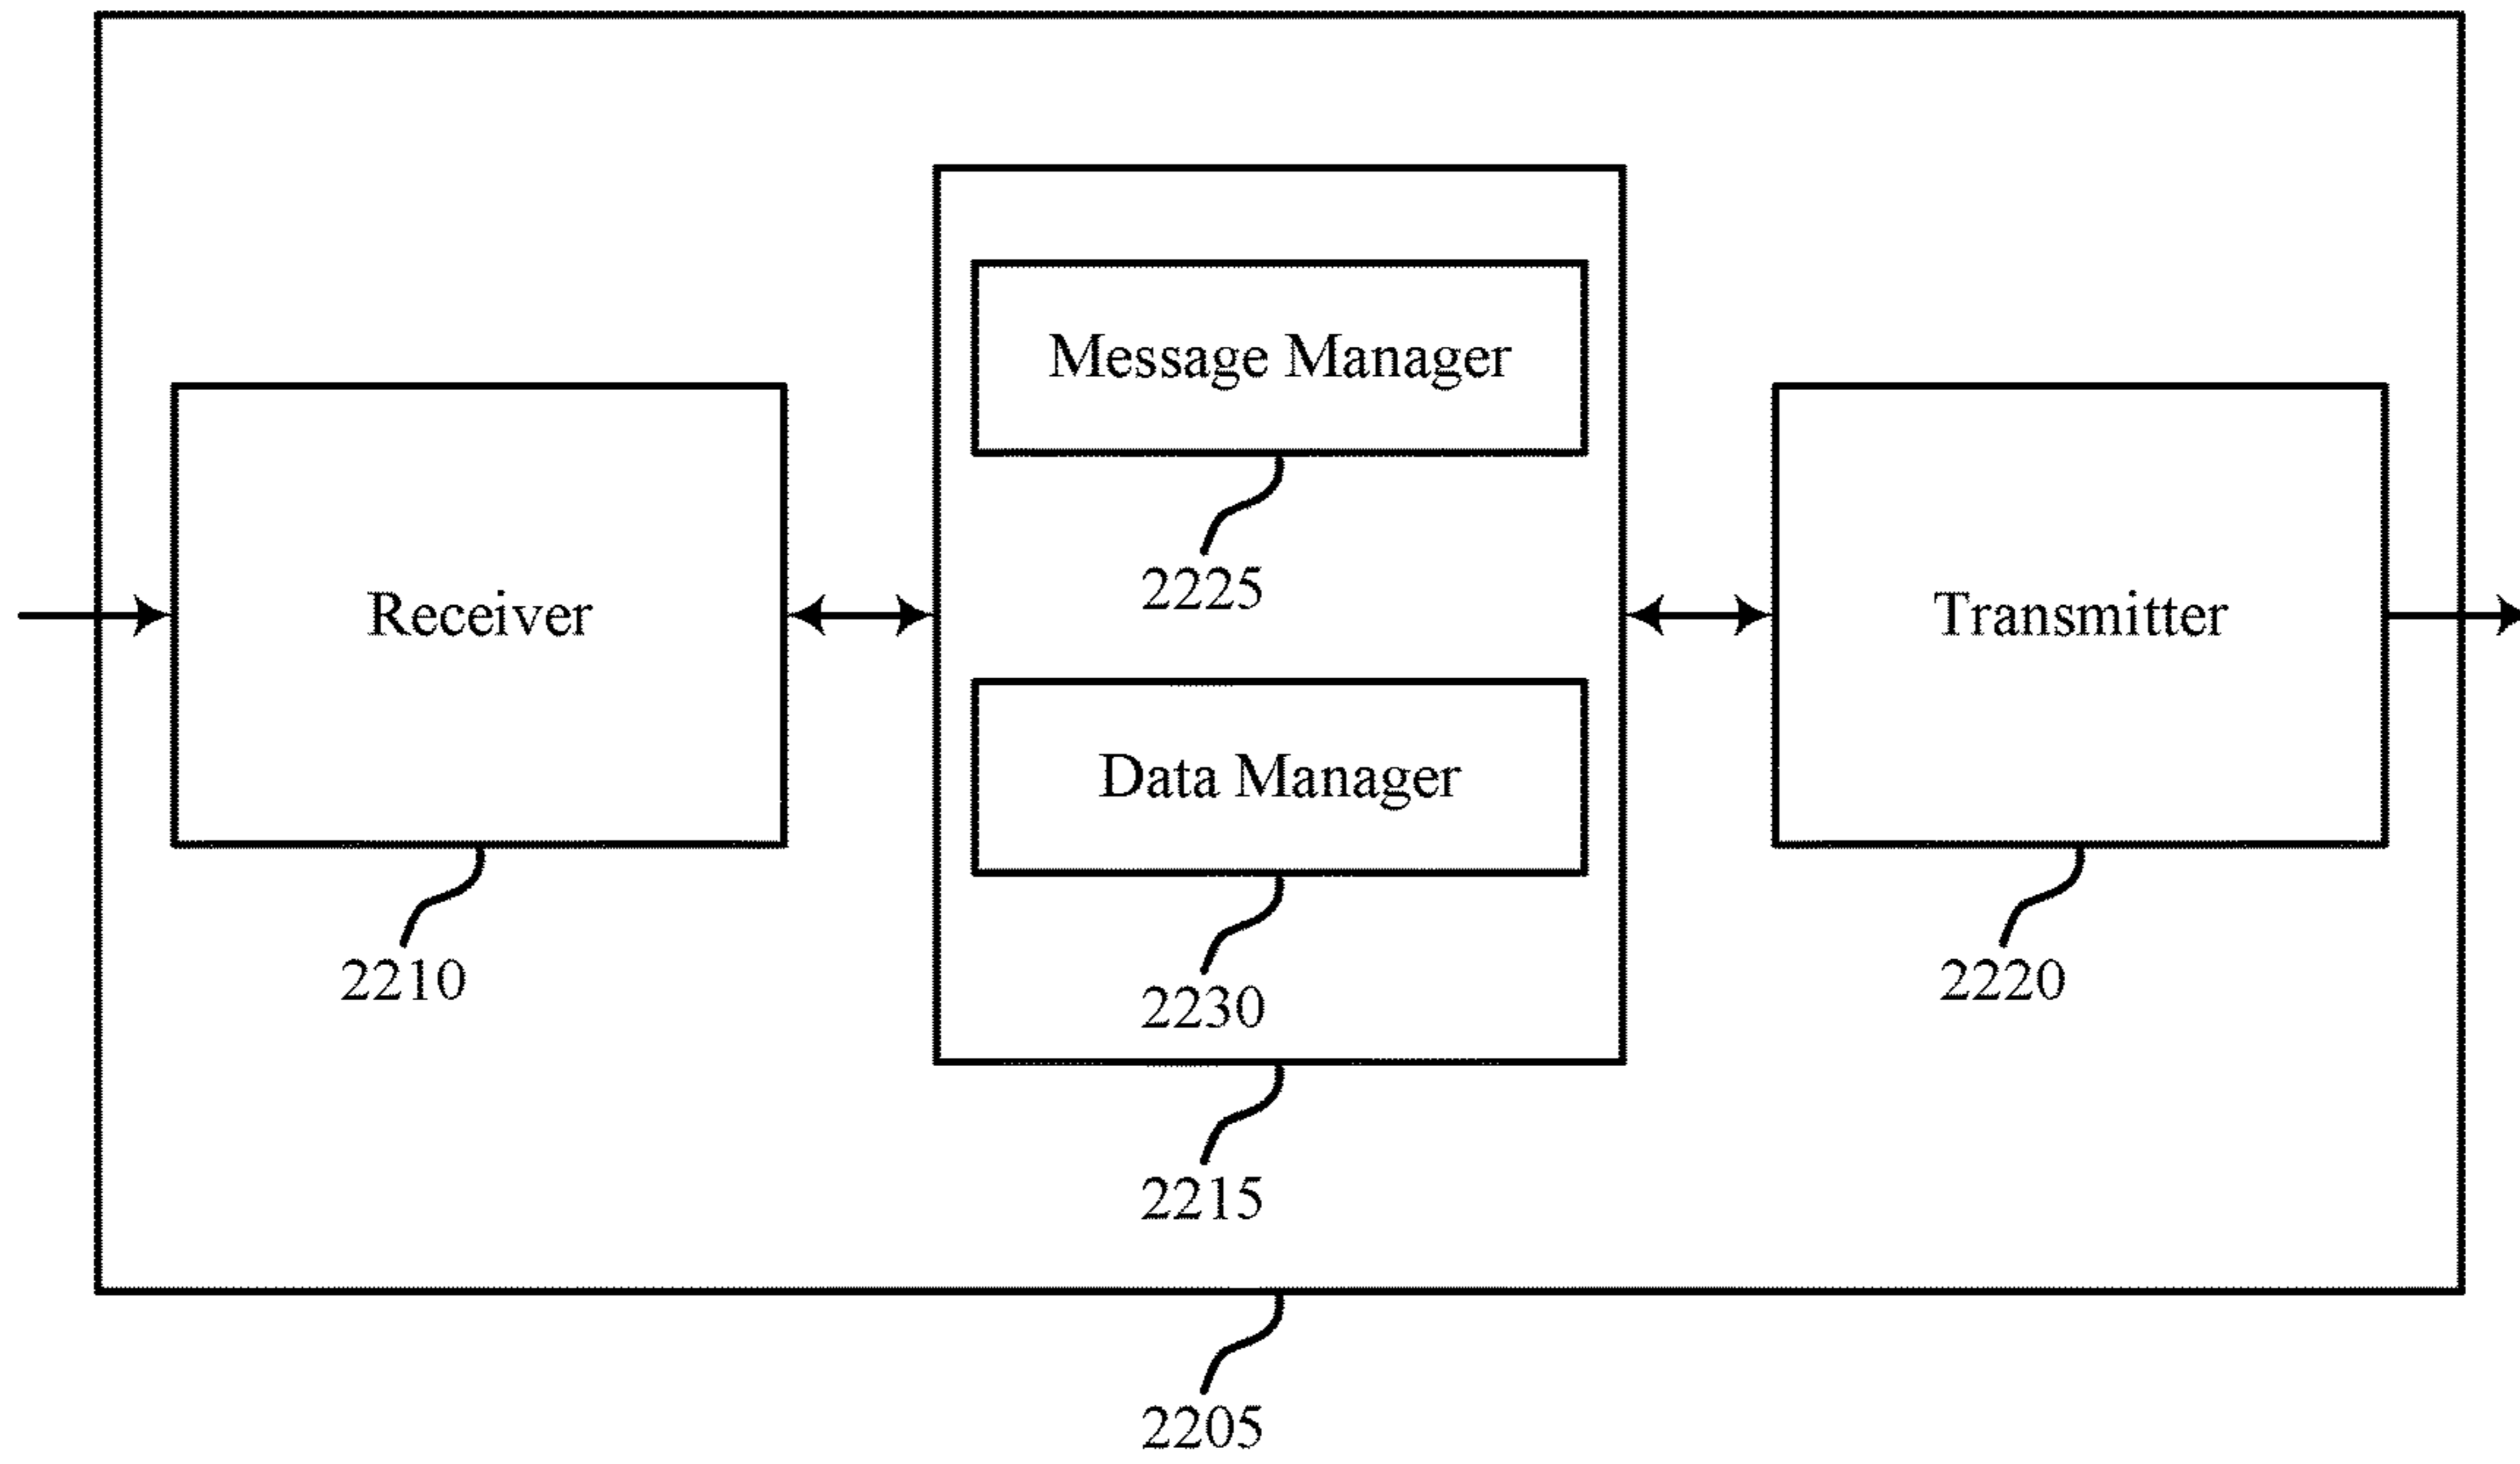 Message Manager
2225
Receiver
Transmitter
Data Manager
2210
2230
2220
2215
2205